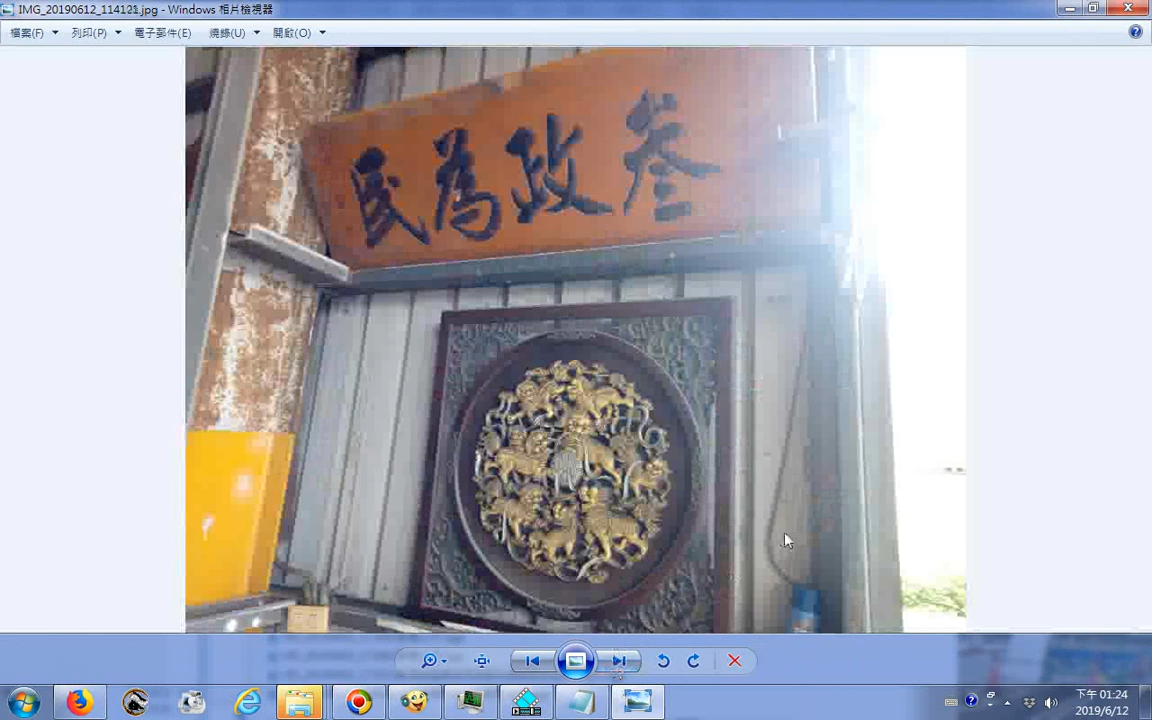 IMG_20190612_114121.jpg - Windows 相片檢視器
檔案(F) 列印(P) 電子郵件(E) 燒錄(U) 開啟(O)
民為政叄
下午 01:24
2019/6/12